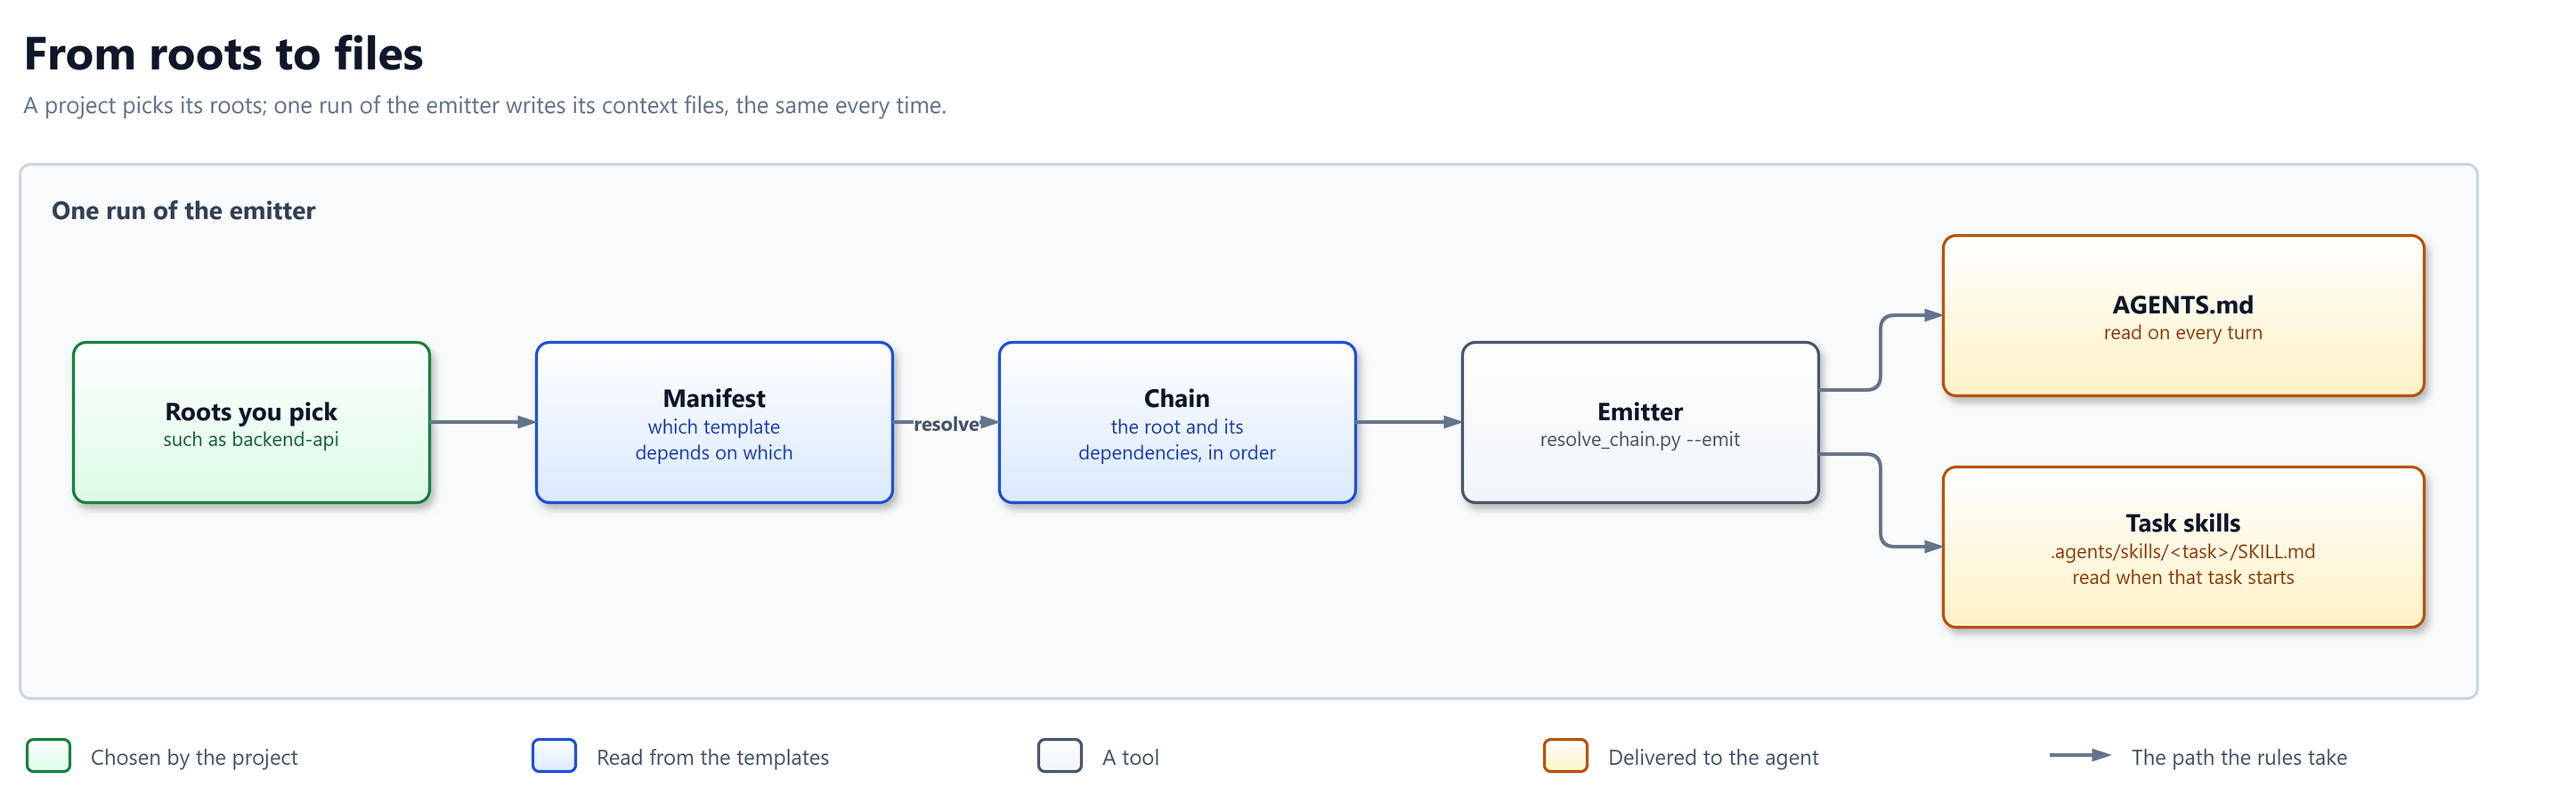 From roots to files
A project picks its roots; one run of the emitter writes its context files, the same every time.
One run of the emitter
Roots you pick
such as backend-api
Manifest
which template
depends on which
resolve
Chain
the root and its
dependencies, in order
Emitter
resolve_chain.py --emit
AGENTS.md
read on every turn
Task skills
.agents/skills/<task>/SKILL.md
read when that task starts
Chosen by the project
Read from the templates
A tool
Delivered to the agent
The path the rules take